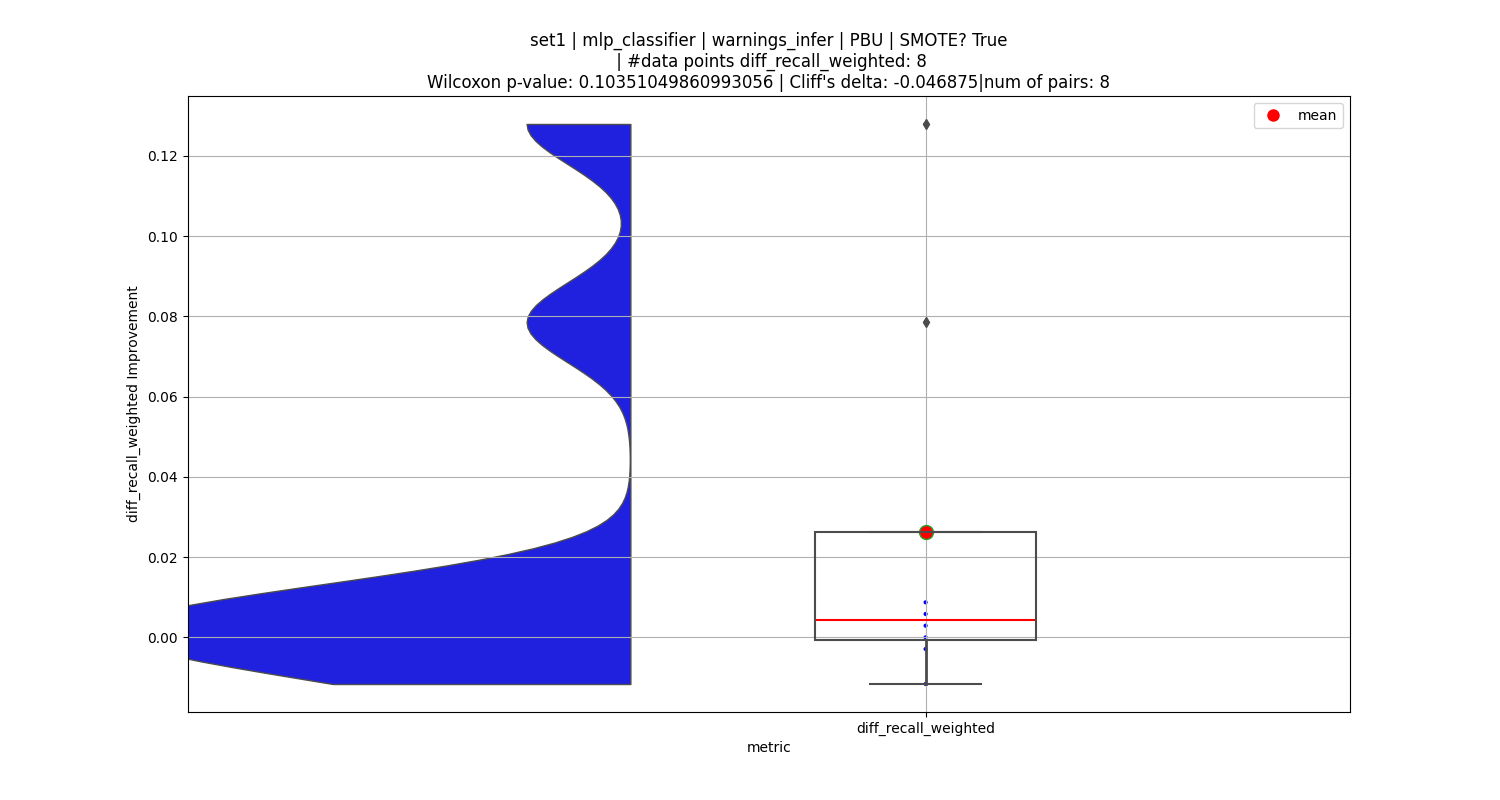 set1 | mlp_classifier | warnings_infer | PBU | SMOTE? True
| #data points diff_recall_weighted: 8
Wilcoxon p-value: 0.10351049860993056 | Cliff's delta: -0.046875|num of pairs: 8
mean
0.12
0.10
0.08
0.06
0.04
0.02
0.00
diff_recall_weighted Improvement
diff_recall_weighted
metric